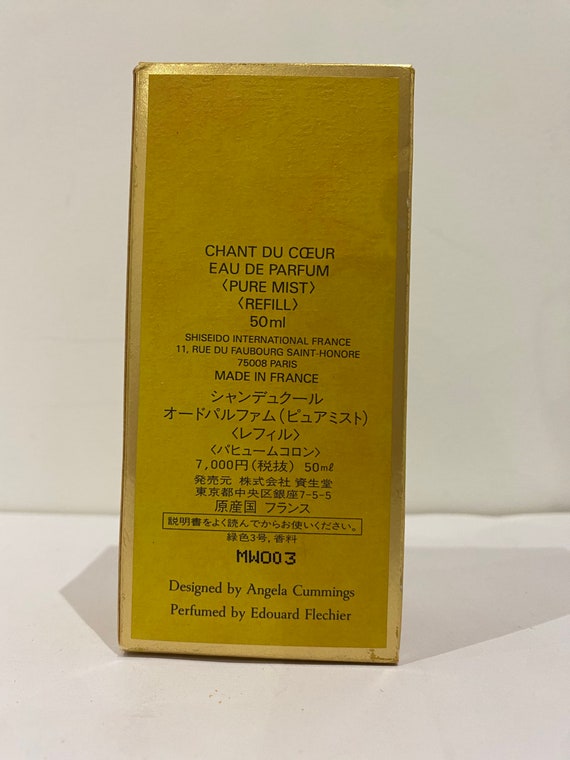 CHANT DU CŒUR
EAU DE PARFUM
〈PURE MIST〉
〈REFILL〉
50ml
SHISEIDO INTERNATIONAL FRANCE
11, RUE DU FAUBOURG SAINT-HONORE
75008 PARIS
MADE IN FRANCE
シャンデュクール
オードパルファム(ピュアミスト)
〈レフィル〉
〈パヒュームコロン〉
7,000円(税抜) 50mℓ
発売元 株式会社 資生堂
東京都中央区銀座7-5-5
原産国 フランス
説明書をよく読んでからお使いください。
緑色3号,香料
MW003
Designed by Angela Cummings
Perfumed by Edouard Flechier